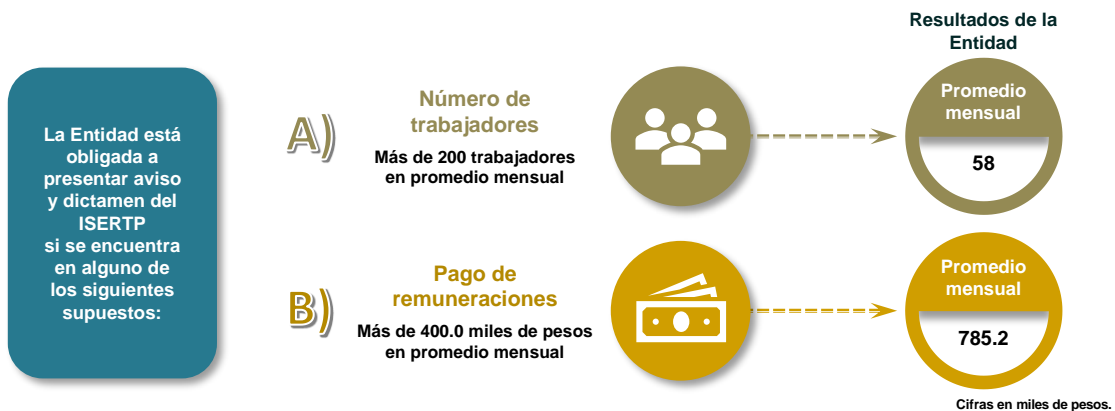 La Entidad está
obligada a
presentar aviso
y dictamen del
ISERTP
si se encuentra
en alguno de
los siguientes
supuestos:
A)
Número de
trabajadores
Más de 200 trabajadores
en promedio mensual
Resultados de la
Entidad
Promedio
mensual
58
B)
Pago de
remuneraciones
Más de 400.0 miles de pesos
en promedio mensual
Promedio
mensual
785.2
Cifras en miles de pesos.